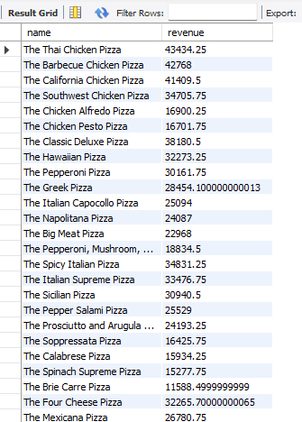 Result Grid Filter Rows: Export:
name revenue
The Thai Chicken Pizza 43434.25
The Barbecue Chicken Pizza 42768
The California Chicken Pizza 41409.5
The Southwest Chicken Pizza 34705.75
The Chicken Alfredo Pizza 16900.25
The Chicken Pesto Pizza 16701.75
The Classic Deluxe Pizza 38180.5
The Hawaiian Pizza 32273.25
The Pepperoni Pizza 30161.75
The Greek Pizza 28454.100000000013
The Italian Capocollo Pizza 25094
The Napolitana Pizza 24087
The Big Meat Pizza 22968
The Pepperoni, Mushroom, ... 18834.5
The Spicy Italian Pizza 34831.25
The Italian Supreme Pizza 33476.75
The Sicilian Pizza 30940.5
The Pepper Salami Pizza 25529
The Prosciutto and Arugula ... 24193.25
The Soppressata Pizza 16425.75
The Calabrese Pizza 15934.25
The Spinach Supreme Pizza 15277.75
The Brie Carre Pizza 11588.4999999999
The Four Cheese Pizza 32265.70000000065
The Mexicana Pizza 26780.75